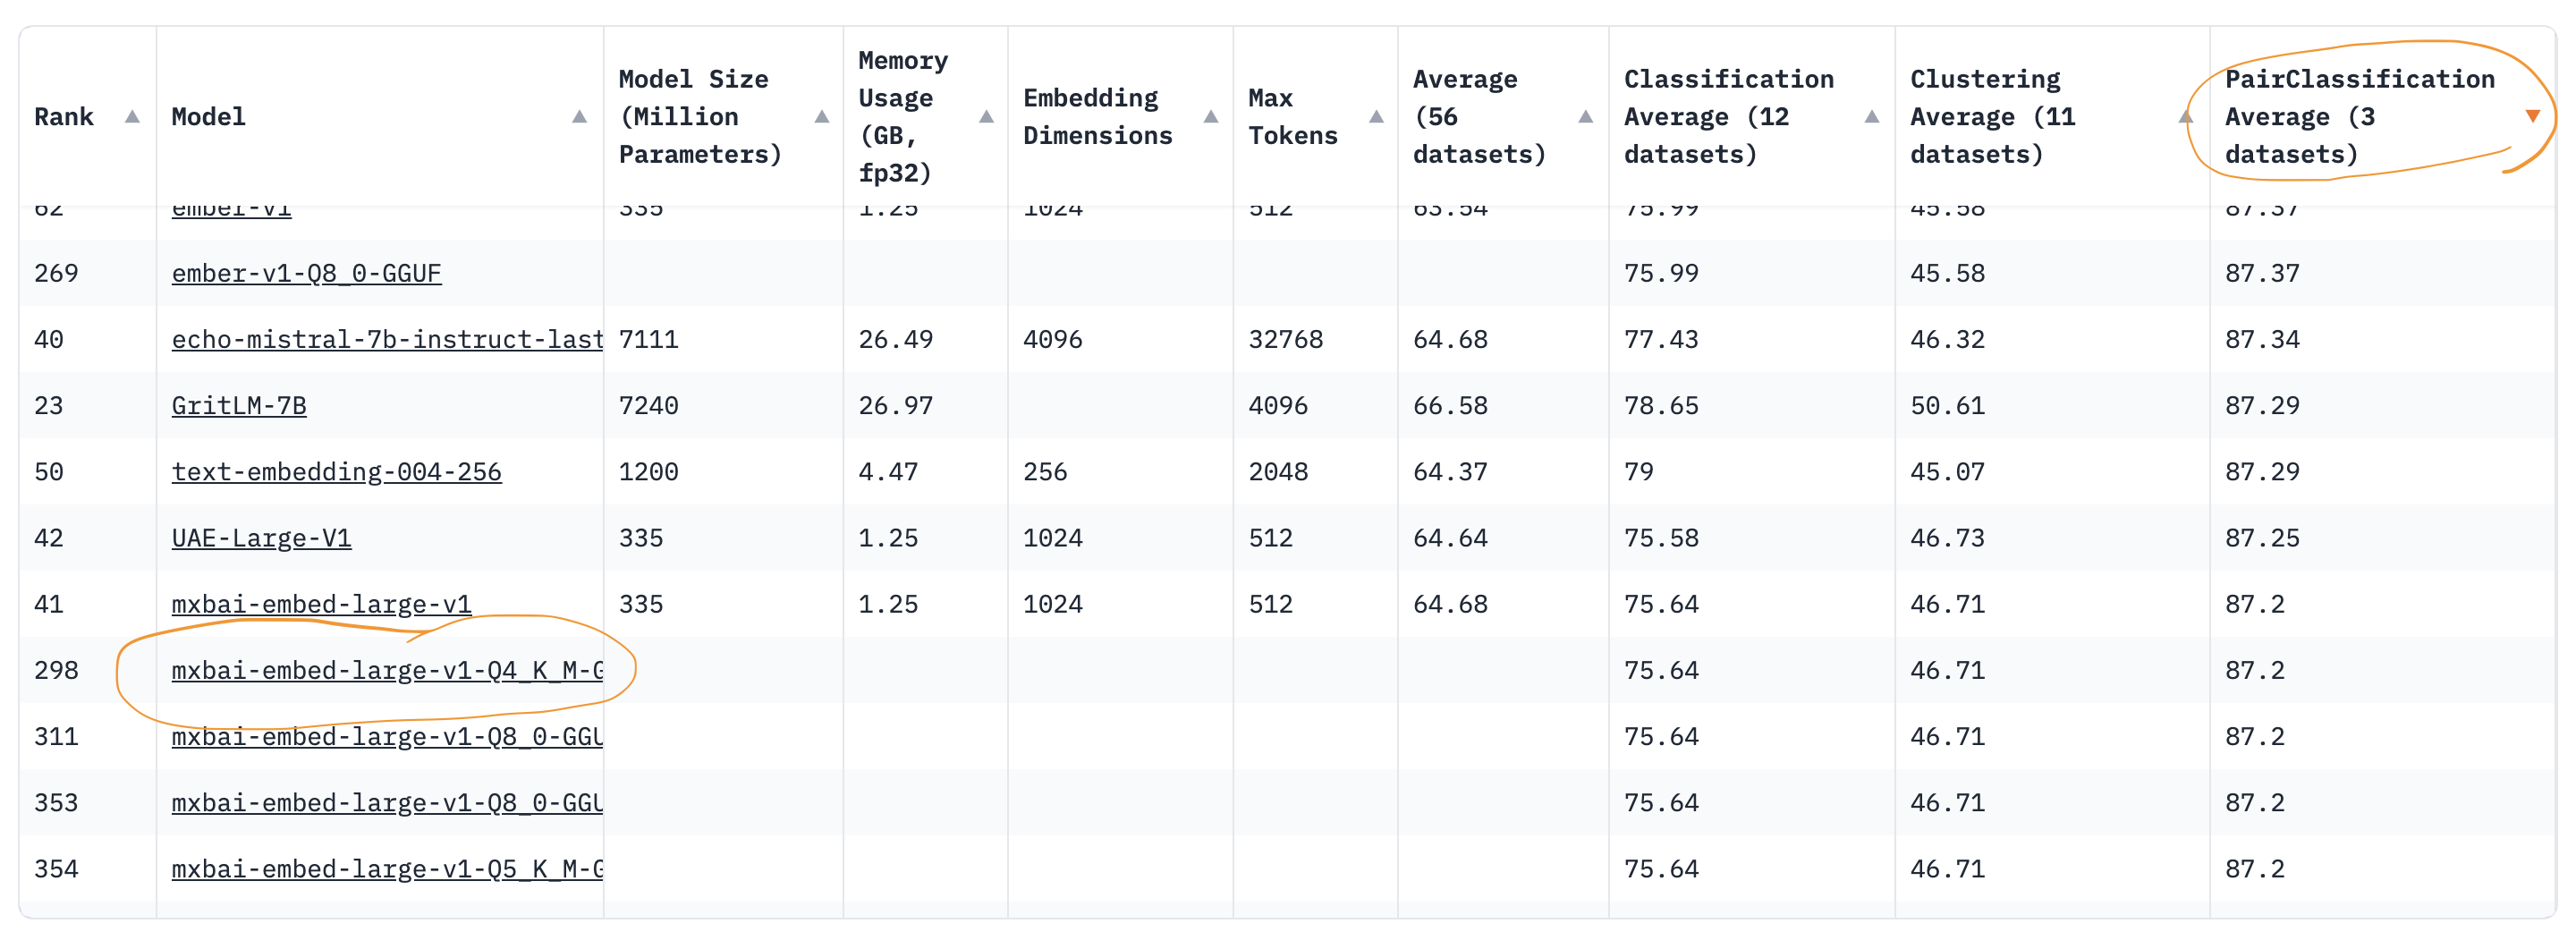 Rank Model Model Size (Million Parameters) Memory Usage (GB, fp32) Embedding Dimensions Max Tokens Average (56 datasets) Classification Average (12 datasets) Clustering Average (11 datasets) PairClassification Average (3 datasets)
62 ember-v1 335 1.25 1024 512 63.54 75.99 45.58 87.37
269 ember-v1-Q8_0-GGUF 75.99 45.58 87.37
40 echo-mistral-7b-instruct-last 7111 26.49 4096 32768 64.68 77.43 46.32 87.34
23 GritLM-7B 7240 26.97 4096 66.58 78.65 50.61 87.29
50 text-embedding-004-256 1200 4.47 256 2048 64.37 79 45.07 87.29
42 UAE-Large-V1 335 1.25 1024 512 64.64 75.58 46.73 87.25
41 mxbai-embed-large-v1 335 1.25 1024 512 64.68 75.64 46.71 87.2
298 mxbai-embed-large-v1-Q4_K_M-G 75.64 46.71 87.2
311 mxbai-embed-large-v1-Q8_0-GGU 75.64 46.71 87.2
353 mxbai-embed-large-v1-Q8_0-GGU 75.64 46.71 87.2
354 mxbai-embed-large-v1-Q5_K_M-G 75.64 46.71 87.2